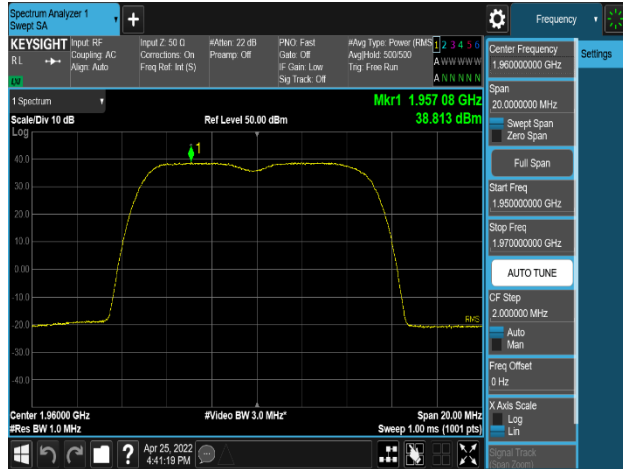 Spectrum Analyzer 1
Swept SA
Frequency
KEYSIGHT
R L
LW
Input: RF
Coupling: AC
Align: Auto
Input Z: 50 Ω
Corrections: On
Freq Ref: Int (S)
#Atten: 22 dB
Preamp: Off
PNO: Fast
Gate: Off
IF Gain: Low
Sig Track: Off
#Avg Type: Power (RMS
Avg|Hold: 500/500
Trig: Free Run
1 2 3 4 5 6
A W W W W W
A N N N N N
1 Spectrum
Scale/Div 10 dB
Log
Ref Level 50.00 dBm
Mkr1 1.957 08 GHz
38.813 dBm
1
40.0
30.0
20.0
10.0
0.00
-10.0
-20.0
-30.0
-40.0
RMS
Center 1.96000 GHz
#Res BW 1.0 MHz
#Video BW 3.0 MHz*
Span 20.00 MHz
Sweep 1.00 ms (1001 pts)
Apr 25, 2022
4:41:19 PM
?
Center Frequency
1.960000000 GHz
Span
20.0000000 MHz
Swept Span
Zero Span
Full Span
Start Freq
1.950000000 GHz
Stop Freq
1.970000000 GHz
AUTO TUNE
CF Step
2.000000 MHz
Auto
Man
Freq Offset
0 Hz
X Axis Scale
Log
Lin
Signal Track
(Span Zoom)
Settings